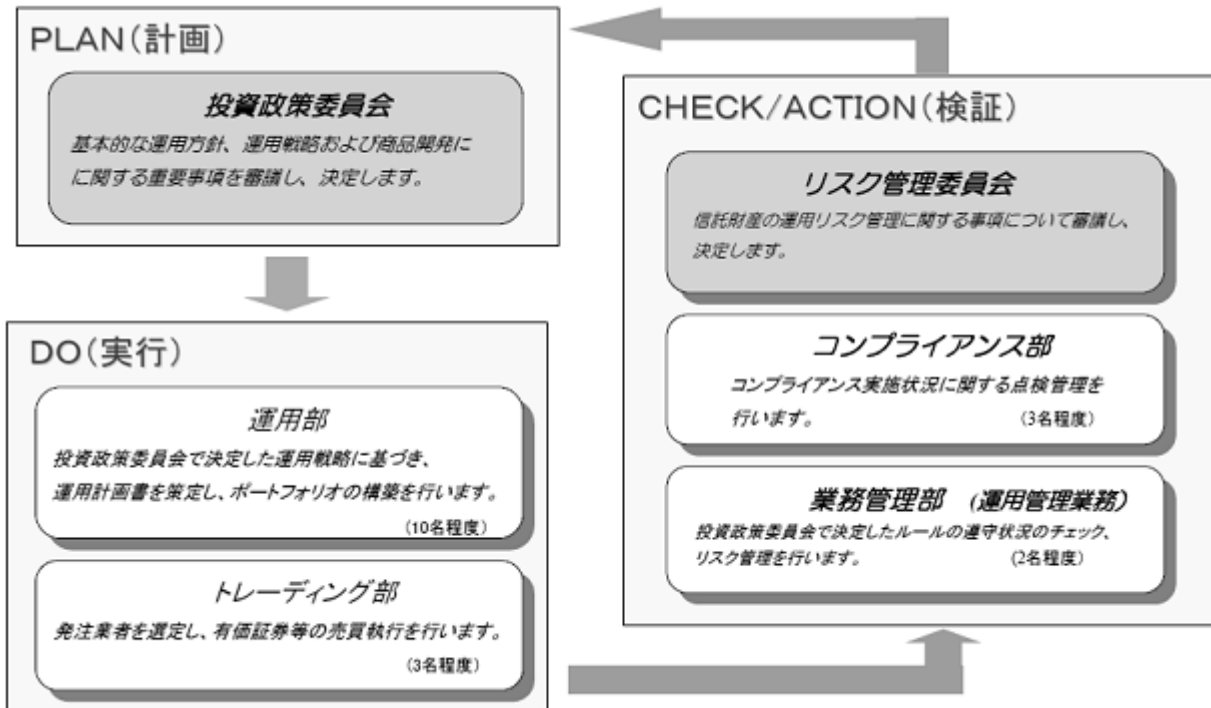 PLAN(計画)
投資政策委員会
基本的な運用方針、運用戦略および商品開発に
に関する重要事項を審議し、決定します。
DO(実行)
運用部
投資政策委員会で決定した運用戦略に基づき、
運用計画書を策定し、ポートフォリオの構築を行います。
(10名程度)
トレーディング部
発注業者を選定し、有価証券等の売買執行を行います。
(3名程度)
CHECK/ACTION(検証)
リスク管理委員会
信託財産の運用リスク管理に関する事項について審議し、
決定します。
コンプライアンス部
コンプライアンス実施状況に関する点検管理を
行います。 (3名程度)
業務管理部 (運用管理業務)
投資政策委員会で決定したルールの遵守状況のチェック、
リスク管理を行います。 (2名程度)